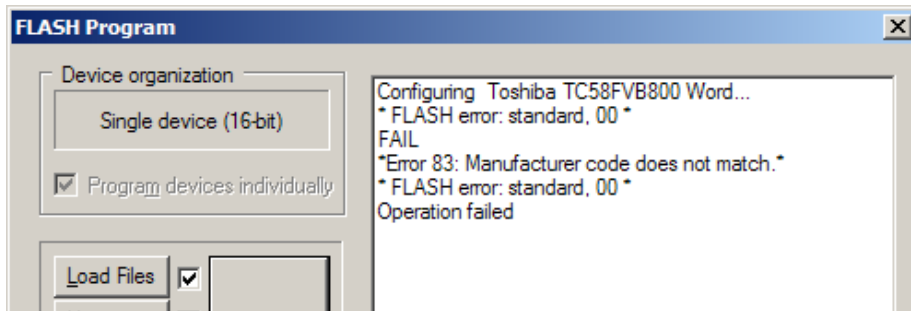 FLASH Program
Device organization
Single device (16-bit)
Program devices individually
Load Files
Configuring  Toshiba TC58FVB800 Word...
* FLASH error: standard, 00 *
FAIL
*Error 83: Manufacturer code does not match.*
* FLASH error: standard, 00 *
Operation failed